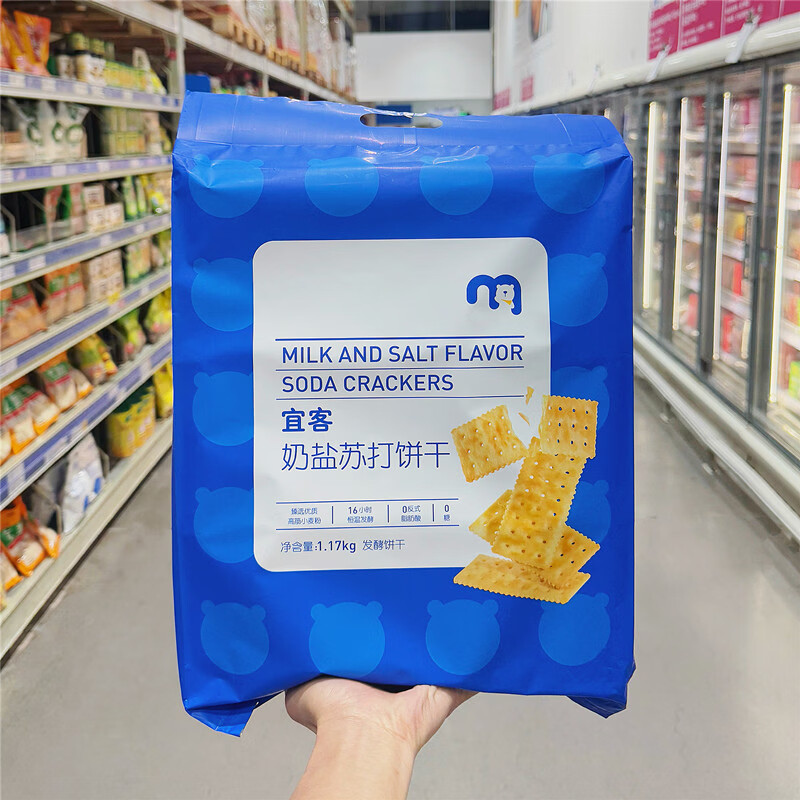 MILK AND SALT FLAVOR
SODA CRACKERS
宜客
奶盐苏打饼干
臻选优质 16小时 0反式 0
高质小麦粉 恒温发酵 脂肪酸 糖
净含量:1.17kg 发酵饼干